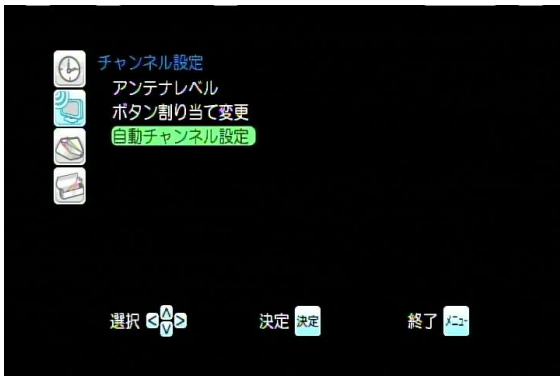 チャンネル設定
アンテナレベル
ボタン割り当て変更
自動チャンネル設定
選択 決定 決定 終了 メニュー